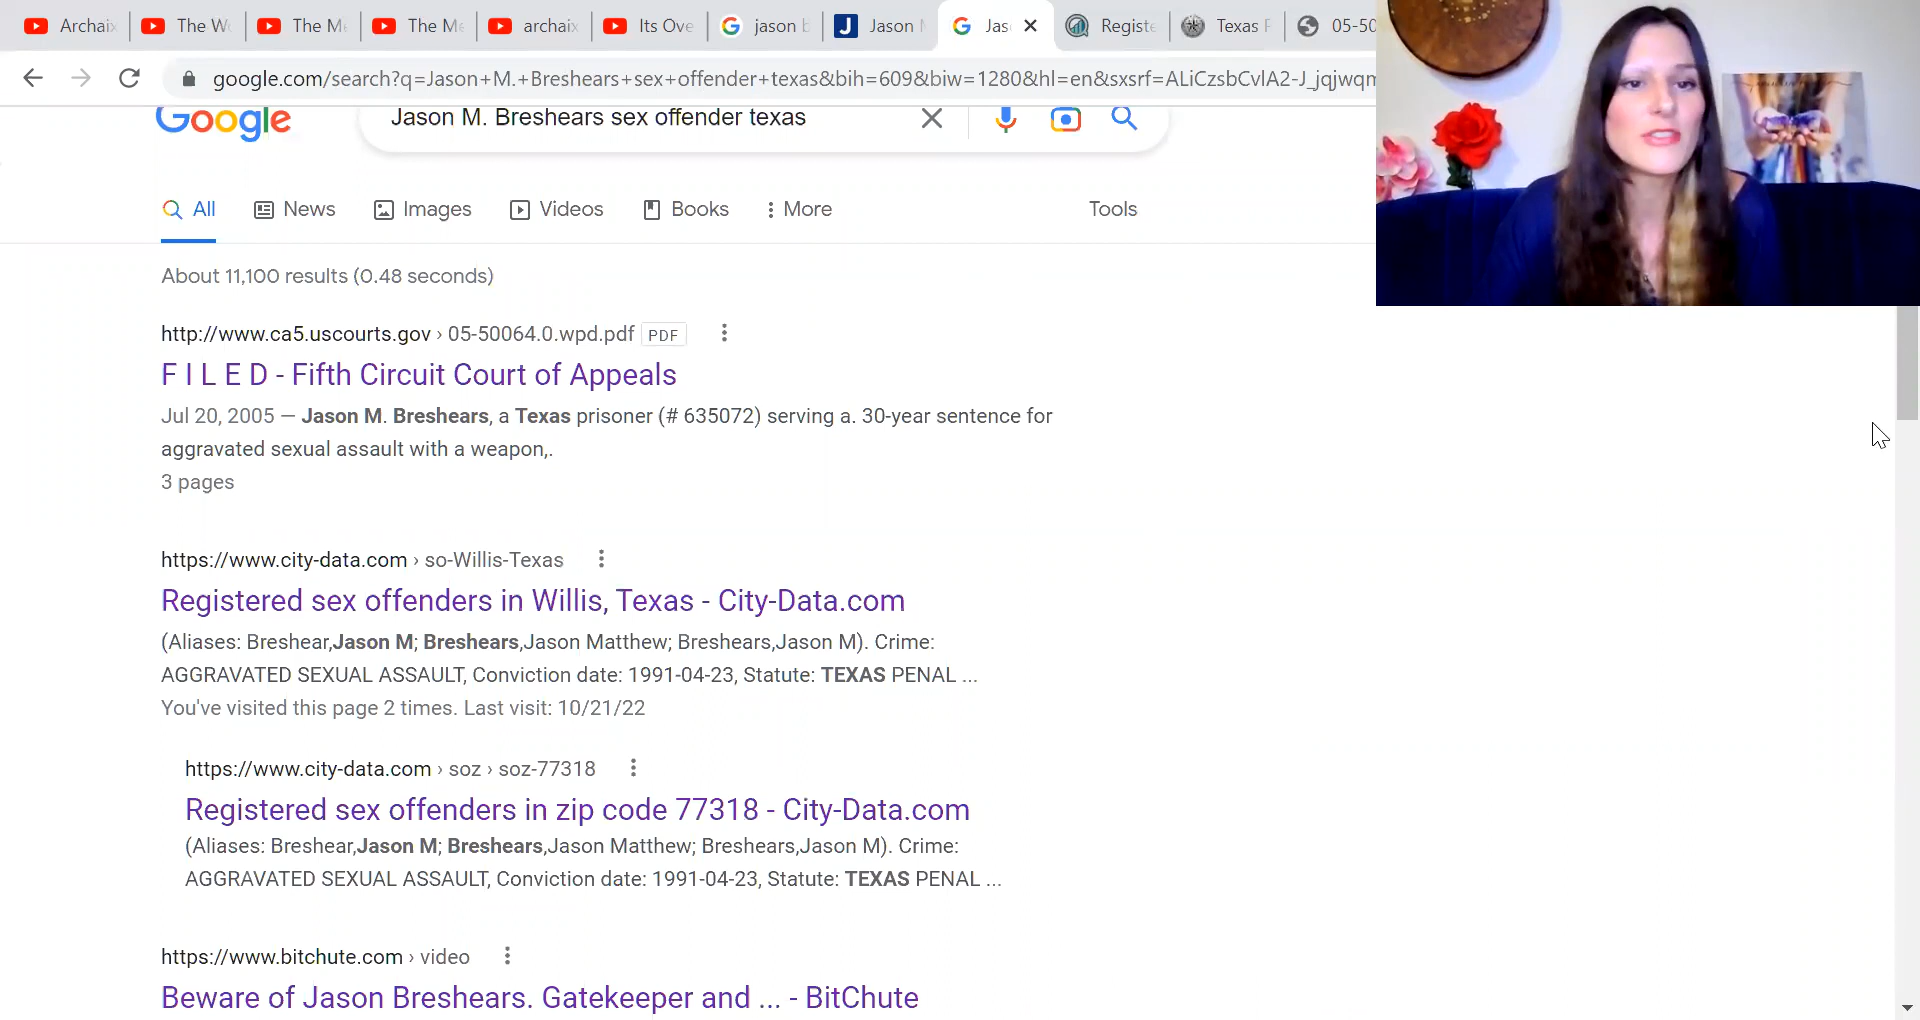 Archaix
The W
The M
The Me
archaix
Its Ove
jason b
Jason M
Jas
Registe
Texas F
05-50
google.com/search?q=Jason+M.+Breshears+sex+offender+texas&bih=609&biw=1280&hl=en&sxsrf=ALiCzsbCvlA2-J_jqjwqm
Google
Jason M. Breshears sex offender texas
All
News
Images
Videos
Books
More
Tools
About 11,100 results (0.48 seconds)
http://www.ca5.uscourts.gov › 05-50064.0.wpd.pdf PDF
F I L E D - Fifth Circuit Court of Appeals
Jul 20, 2005 — Jason M. Breshears, a Texas prisoner (# 635072) serving a. 30-year sentence for
aggravated sexual assault with a weapon,.
3 pages
https://www.city-data.com › so-Willis-Texas
Registered sex offenders in Willis, Texas - City-Data.com
(Aliases: Breshear,Jason M; Breshears,Jason Matthew; Breshears,Jason M). Crime:
AGGRAVATED SEXUAL ASSAULT, Conviction date: 1991-04-23, Statute: TEXAS PENAL ...
You've visited this page 2 times. Last visit: 10/21/22
https://www.city-data.com › soz › soz-77318
Registered sex offenders in zip code 77318 - City-Data.com
(Aliases: Breshear,Jason M; Breshears,Jason Matthew; Breshears,Jason M). Crime:
AGGRAVATED SEXUAL ASSAULT, Conviction date: 1991-04-23, Statute: TEXAS PENAL ...
https://www.bitchute.com › video
Beware of Jason Breshears. Gatekeeper and ... - BitChute